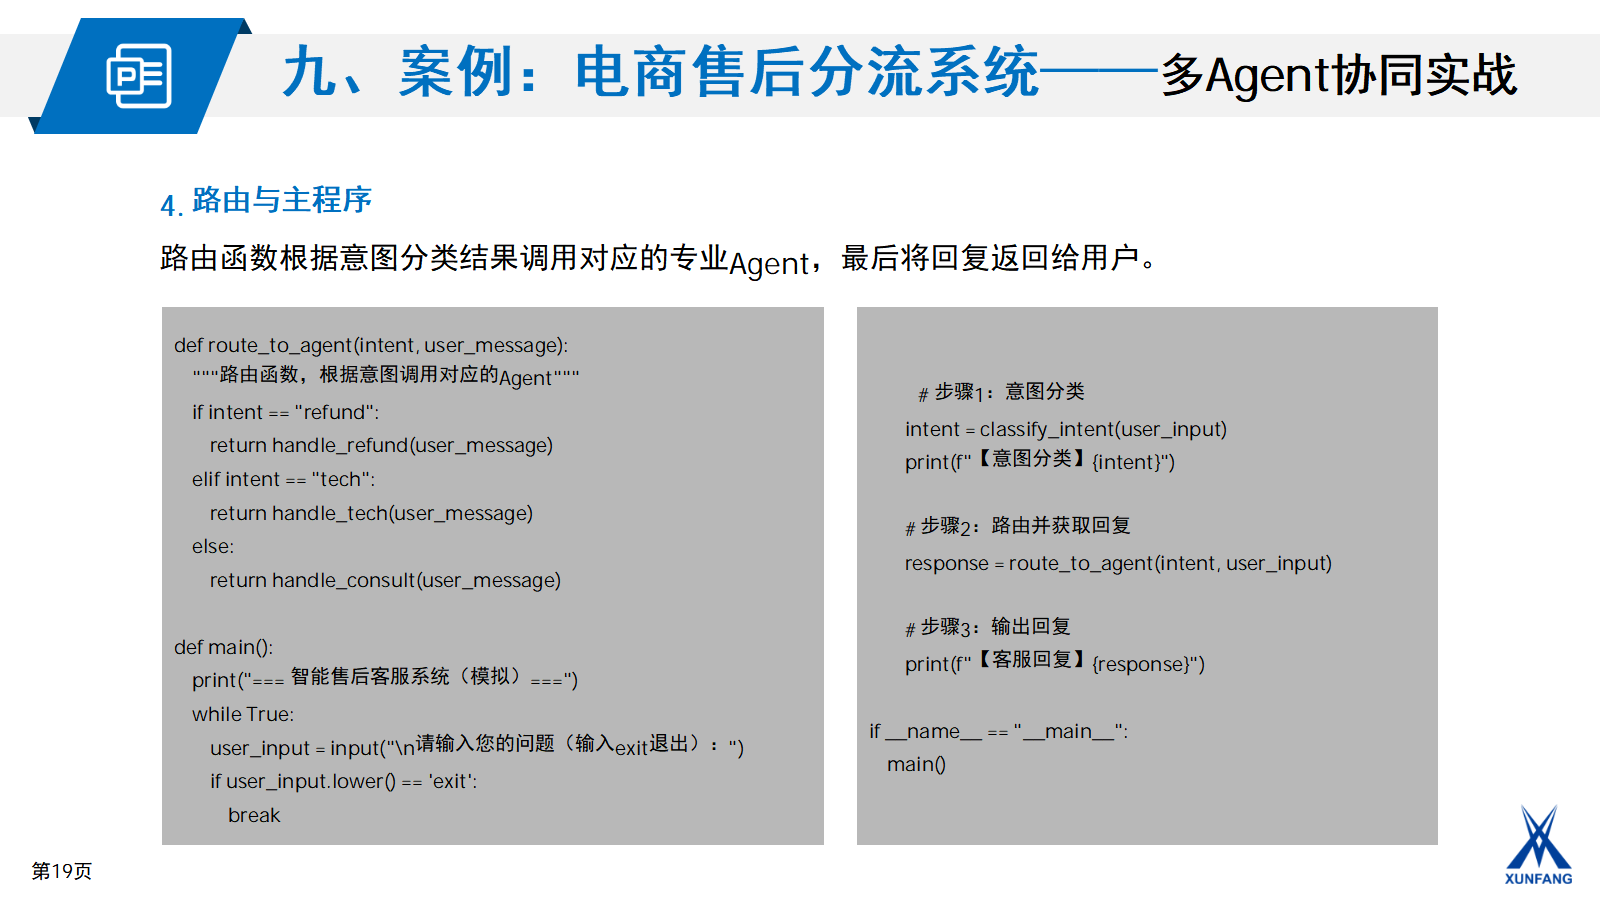 九、案例：电商售后分流系统——多Agent协同实战
4. 路由与主程序
路由函数根据意图分类结果调用对应的专业Agent，最后将回复返回给用户。
def route_to_agent(intent, user_message):
"""路由函数，根据意图调用对应的Agent"""
if intent == "refund":
return handle_refund(user_message)
elif intent == "tech":
return handle_tech(user_message)
else:
return handle_consult(user_message)
def main():
print("=== 智能售后客服系统（模拟）===")
while True:
user_input = input("\n请输入您的问题（输入exit退出）：")
if user_input.lower() == 'exit':
break
# 步骤1：意图分类
intent = classify_intent(user_input)
print(f"【意图分类】{intent}")
# 步骤2：路由并获取回复
response = route_to_agent(intent, user_input)
# 步骤3：输出回复
print(f"【客服回复】{response}")
if __name__ == "__main__":
main()
第19页
XUNFANG